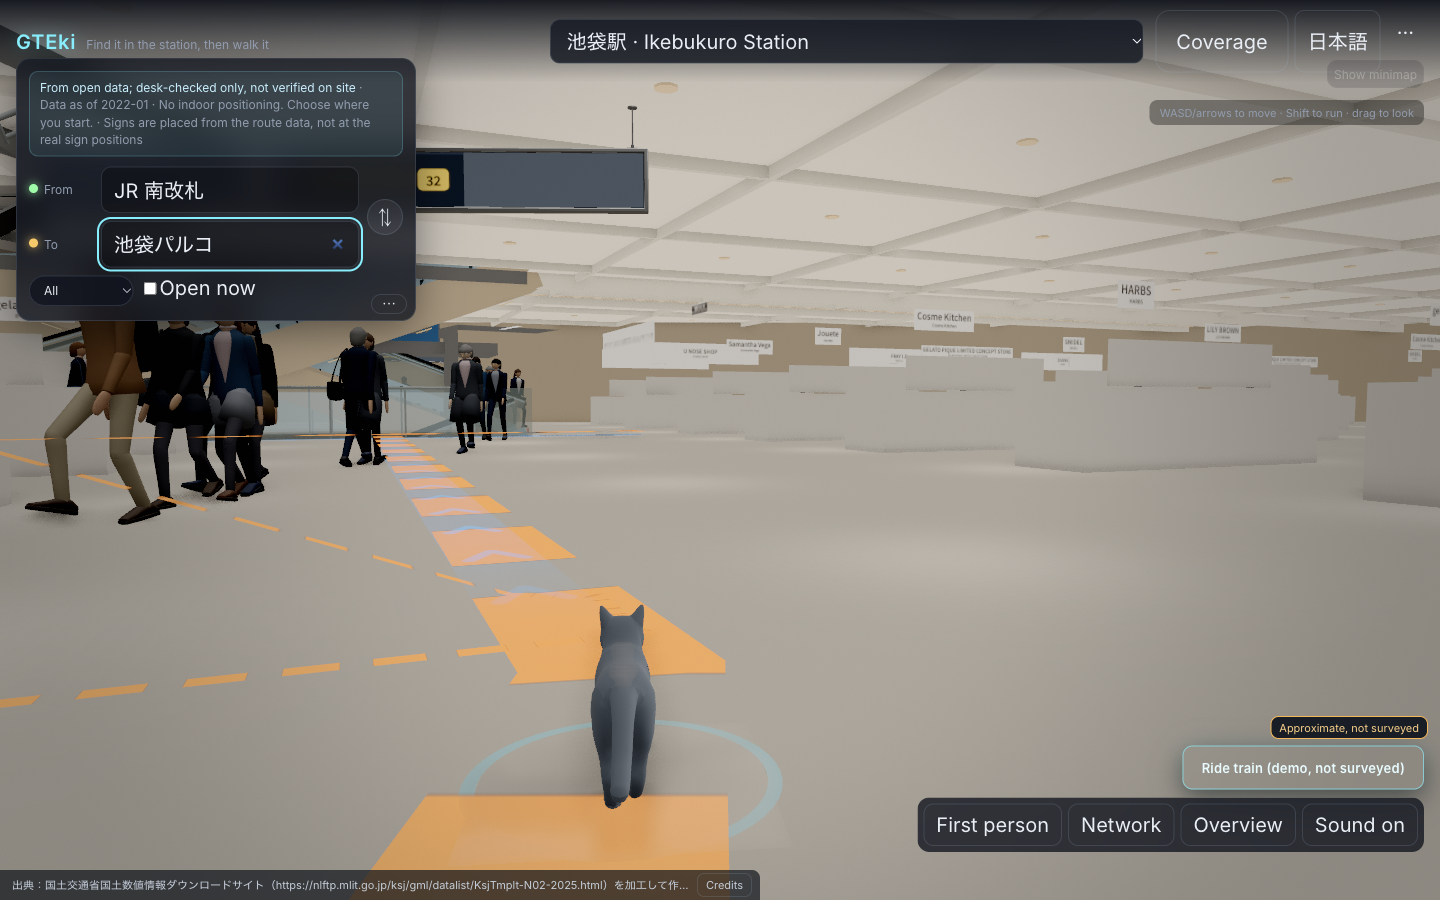 GTEki
Find it in the station, then walk it
池袋駅 · Ikebukuro Station
Coverage
日本語
...
Show minimap
WASD/arrows to move · Shift to run · drag to look
From open data; desk-checked only, not verified on site ·
Data as of 2022-01 · No indoor positioning. Choose where
you start. · Signs are placed from the route data, not at the
real sign positions
From
JR 南改札
To
池袋パルコ
All
Open now
...
32
HARBS
Cosme Kitchen
Jouete
Samantha Vega
LILY BROWN
GELATO PIQUE LIMITED CONCEPT STORE
Approximate, not surveyed
Ride train (demo, not surveyed)
First person
Network
Overview
Sound on
出典：国土交通省国土数値情報ダウンロードサイト（https://nlftp.mlit.go.jp/ksj/gml/datalist/KsjTmplt-N02-2025.html）を加工して作...
Credits